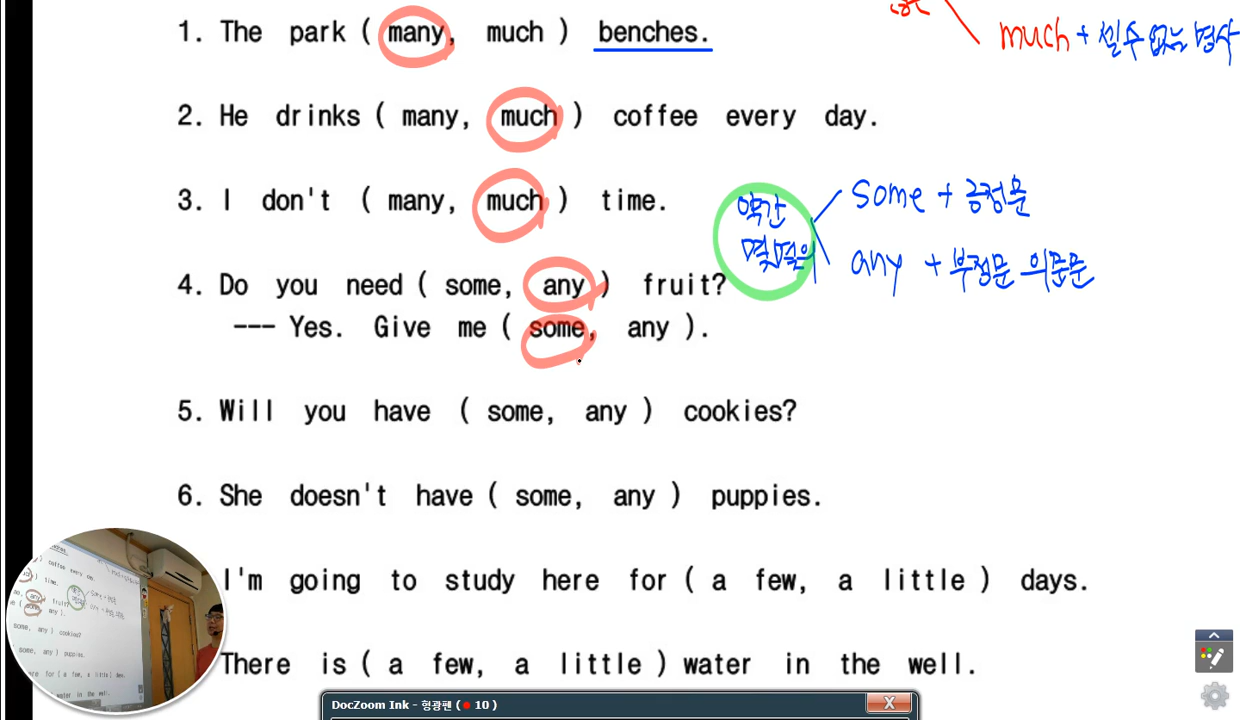 1. The park ( many, much ) benches.
much + 셀수 없는 명사
2. He drinks ( many, much ) coffee every day.
3. I don't ( many, much ) time.
약간
몇몇의
some + 긍정문
any + 부정문 의문문
4. Do you need ( some, any ) fruit?
--- Yes. Give me ( some, any ).
5. Will you have ( some, any ) cookies?
6. She doesn't have ( some, any ) puppies.
I'm going to study here for ( a few, a little ) days.
There is ( a few, a little ) water in the well.
DocZoom Ink - 형광펜 ( 10 )
X